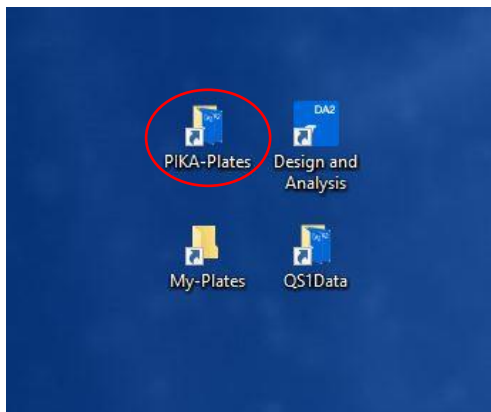 DA2
PIKA-Plates
Design and
Analysis
My-Plates
QS1Data